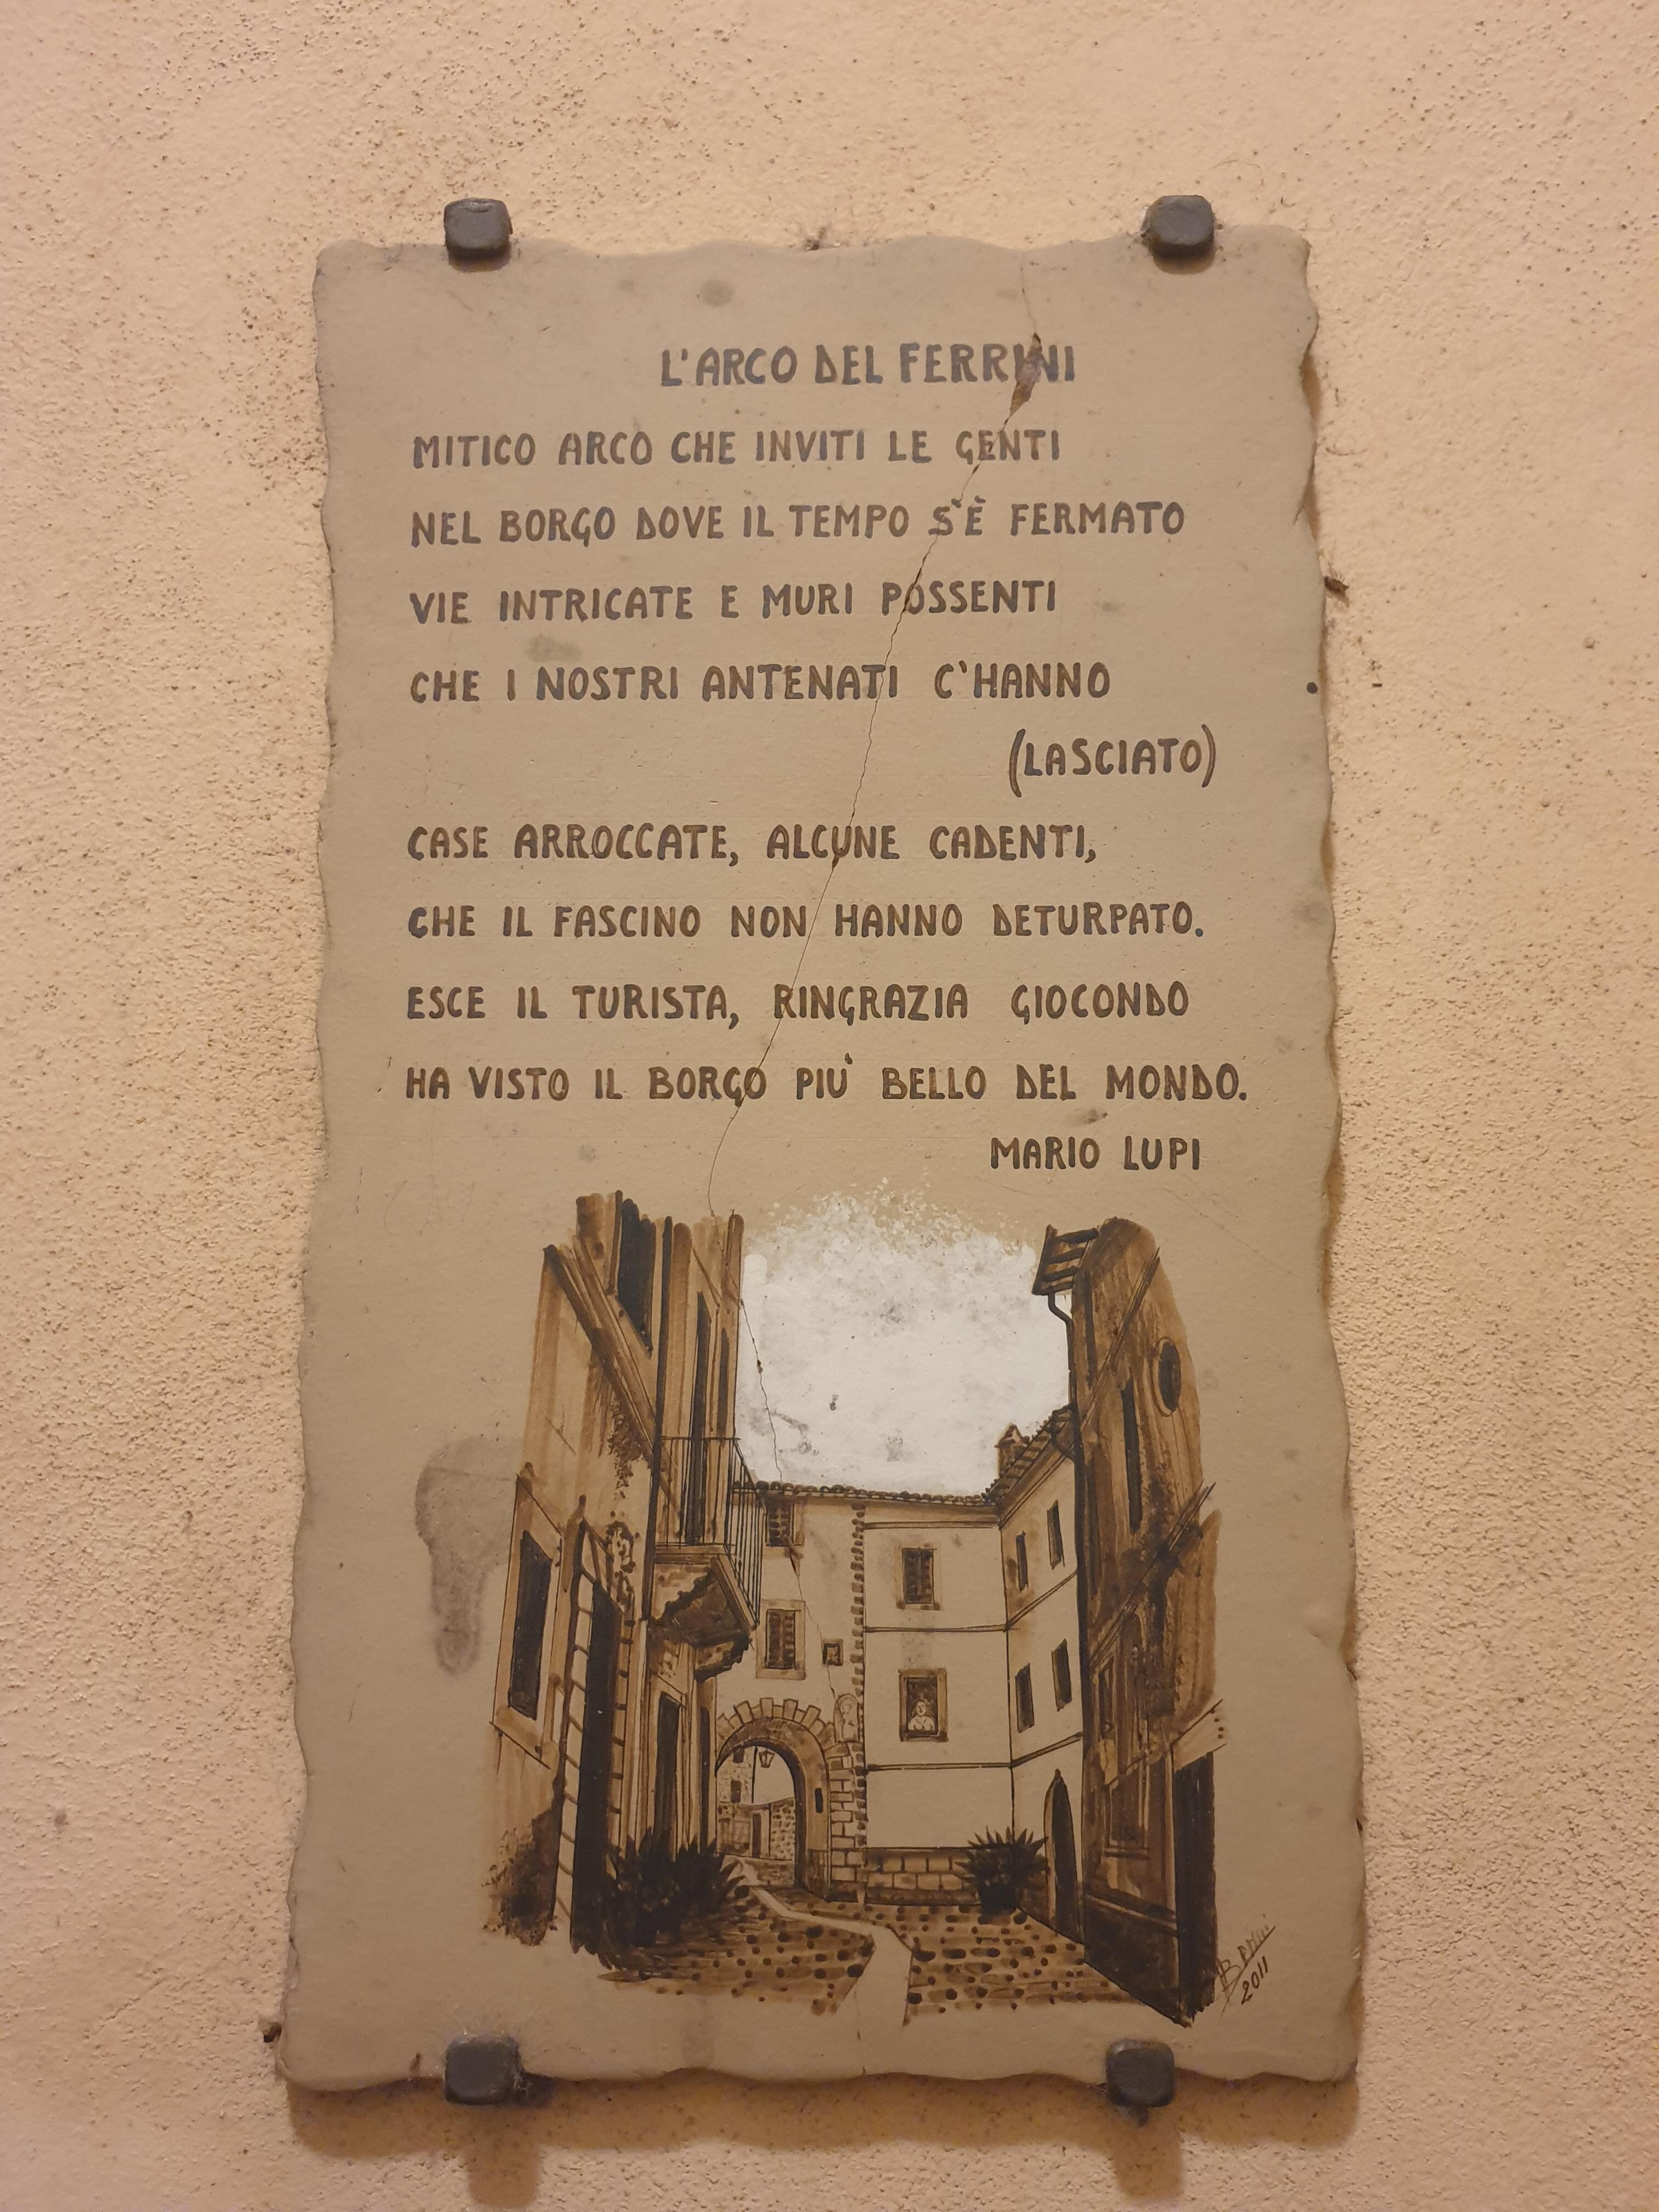 L'ARCO DEL FERRINI
MITICO ARCO CHE INVITI LE GENTI
NEL BORGO DOVE IL TEMPO S'È FERMATO
VIE INTRICATE E MURI POSSENTI
CHE I NOSTRI ANTENATI C'HANNO
(LASCIATO)
CASE ARROCCATE, ALCUNE CADENTI,
CHE IL FASCINO NON HANNO DETURPATO.
ESCE IL TURISTA, RINGRAZIA GIOCONDO
HA VISTO IL BORGO PIÙ BELLO DEL MONDO.
MARIO LUPI
2011